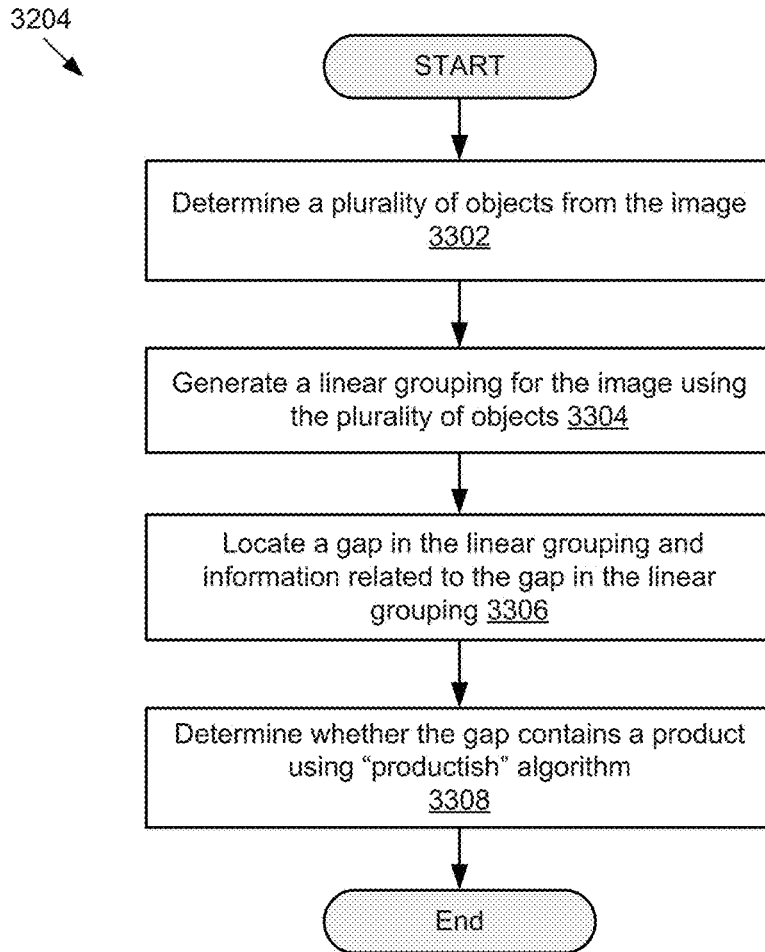 3204
START
Determine a plurality of objects from the image
3302
Generate a linear grouping for the image using
the plurality of objects 3304
Locate a gap in the linear grouping and
information related to the gap in the linear
grouping 3306
Determine whether the gap contains a product
using “productish” algorithm
3308
End